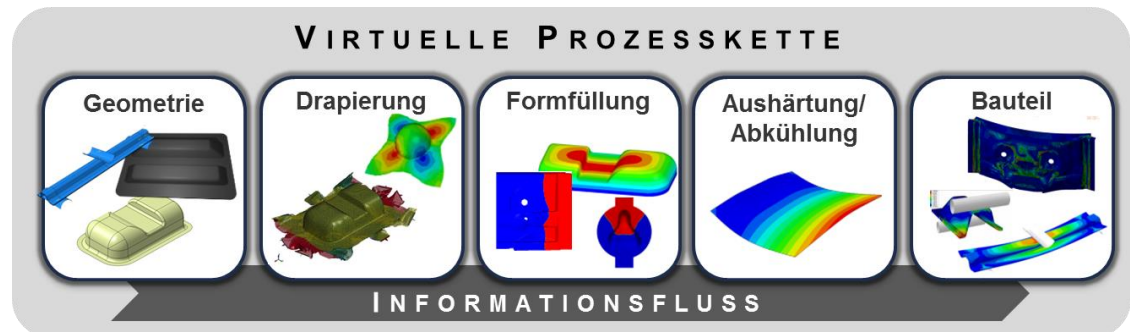 VIRTUELLE PROZESSKETTE
Geometrie
Drapierung
Formfüllung
Aushärtung/
Abkühlung
Bauteil
INFORMATIONSFLUSS